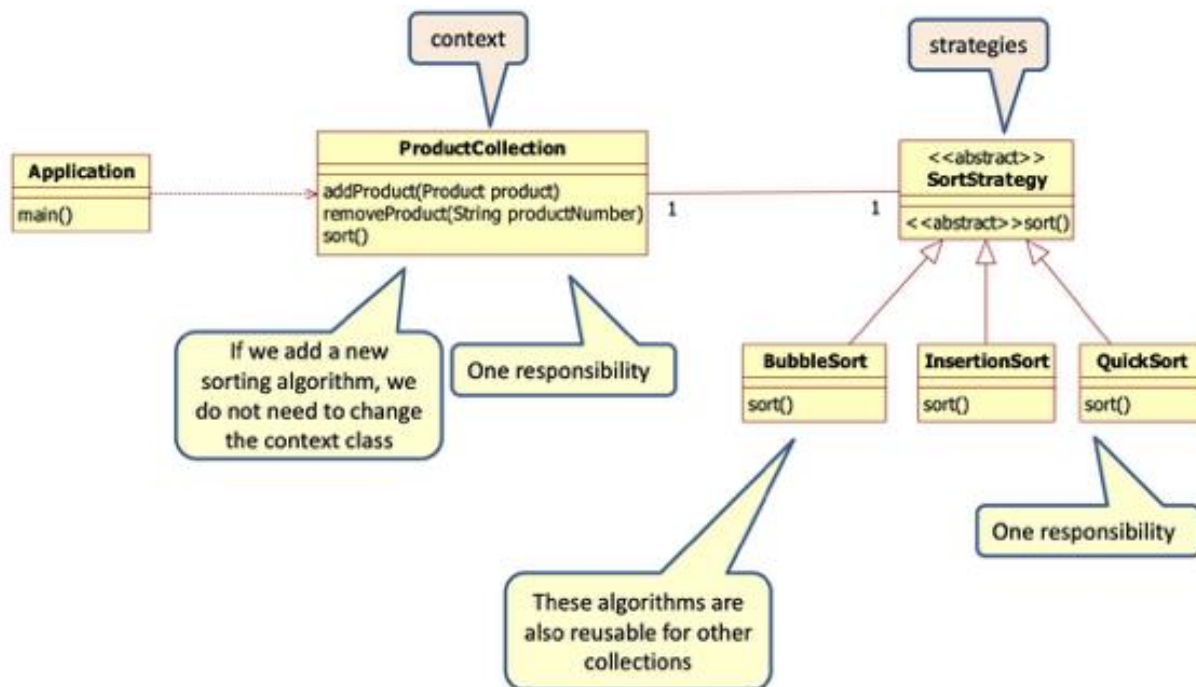 context
strategies
Application
main()
ProductCollection
addProduct(Product product)
removeProduct(String productNumber)
sort()
1
1
<<abstract>>
SortStrategy
<<abstract>>sort()
If we add a new
sorting algorithm, we
do not need to change
the context class
One responsibility
BubbleSort
sort()
InsertionSort
sort()
QuickSort
sort()
One responsibility
These algorithms are
also reusable for other
collections